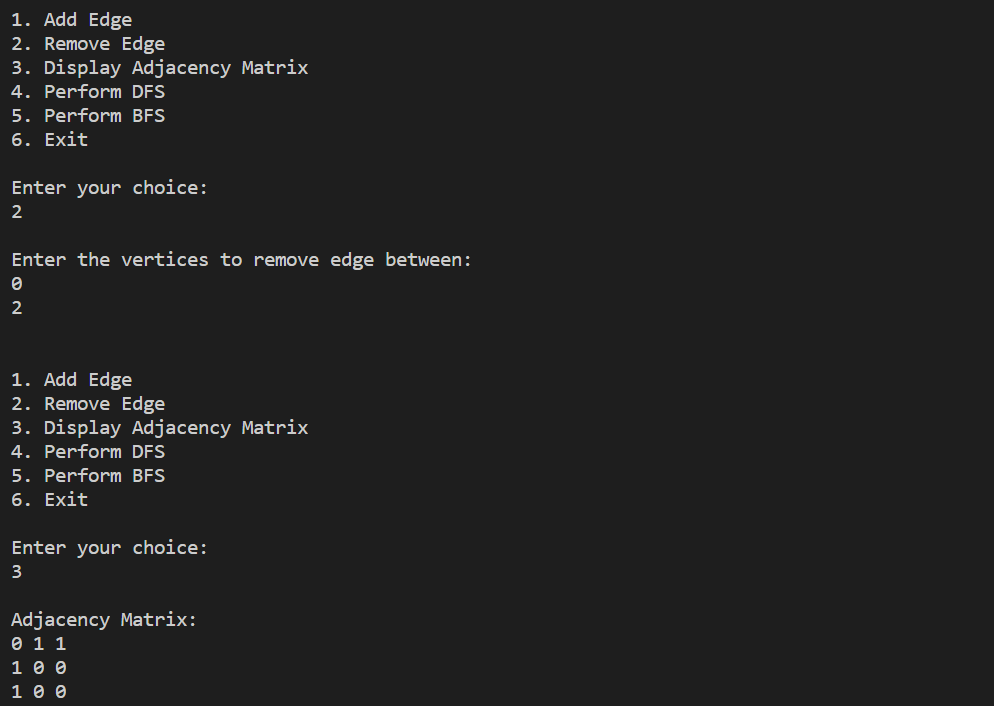 1. Add Edge
2. Remove Edge
3. Display Adjacency Matrix
4. Perform DFS
5. Perform BFS
6. Exit
Enter your choice:
2
Enter the vertices to remove edge between:
0
2
1. Add Edge
2. Remove Edge
3. Display Adjacency Matrix
4. Perform DFS
5. Perform BFS
6. Exit
Enter your choice:
3
Adjacency Matrix:
0 1 1
1 0 0
1 0 0